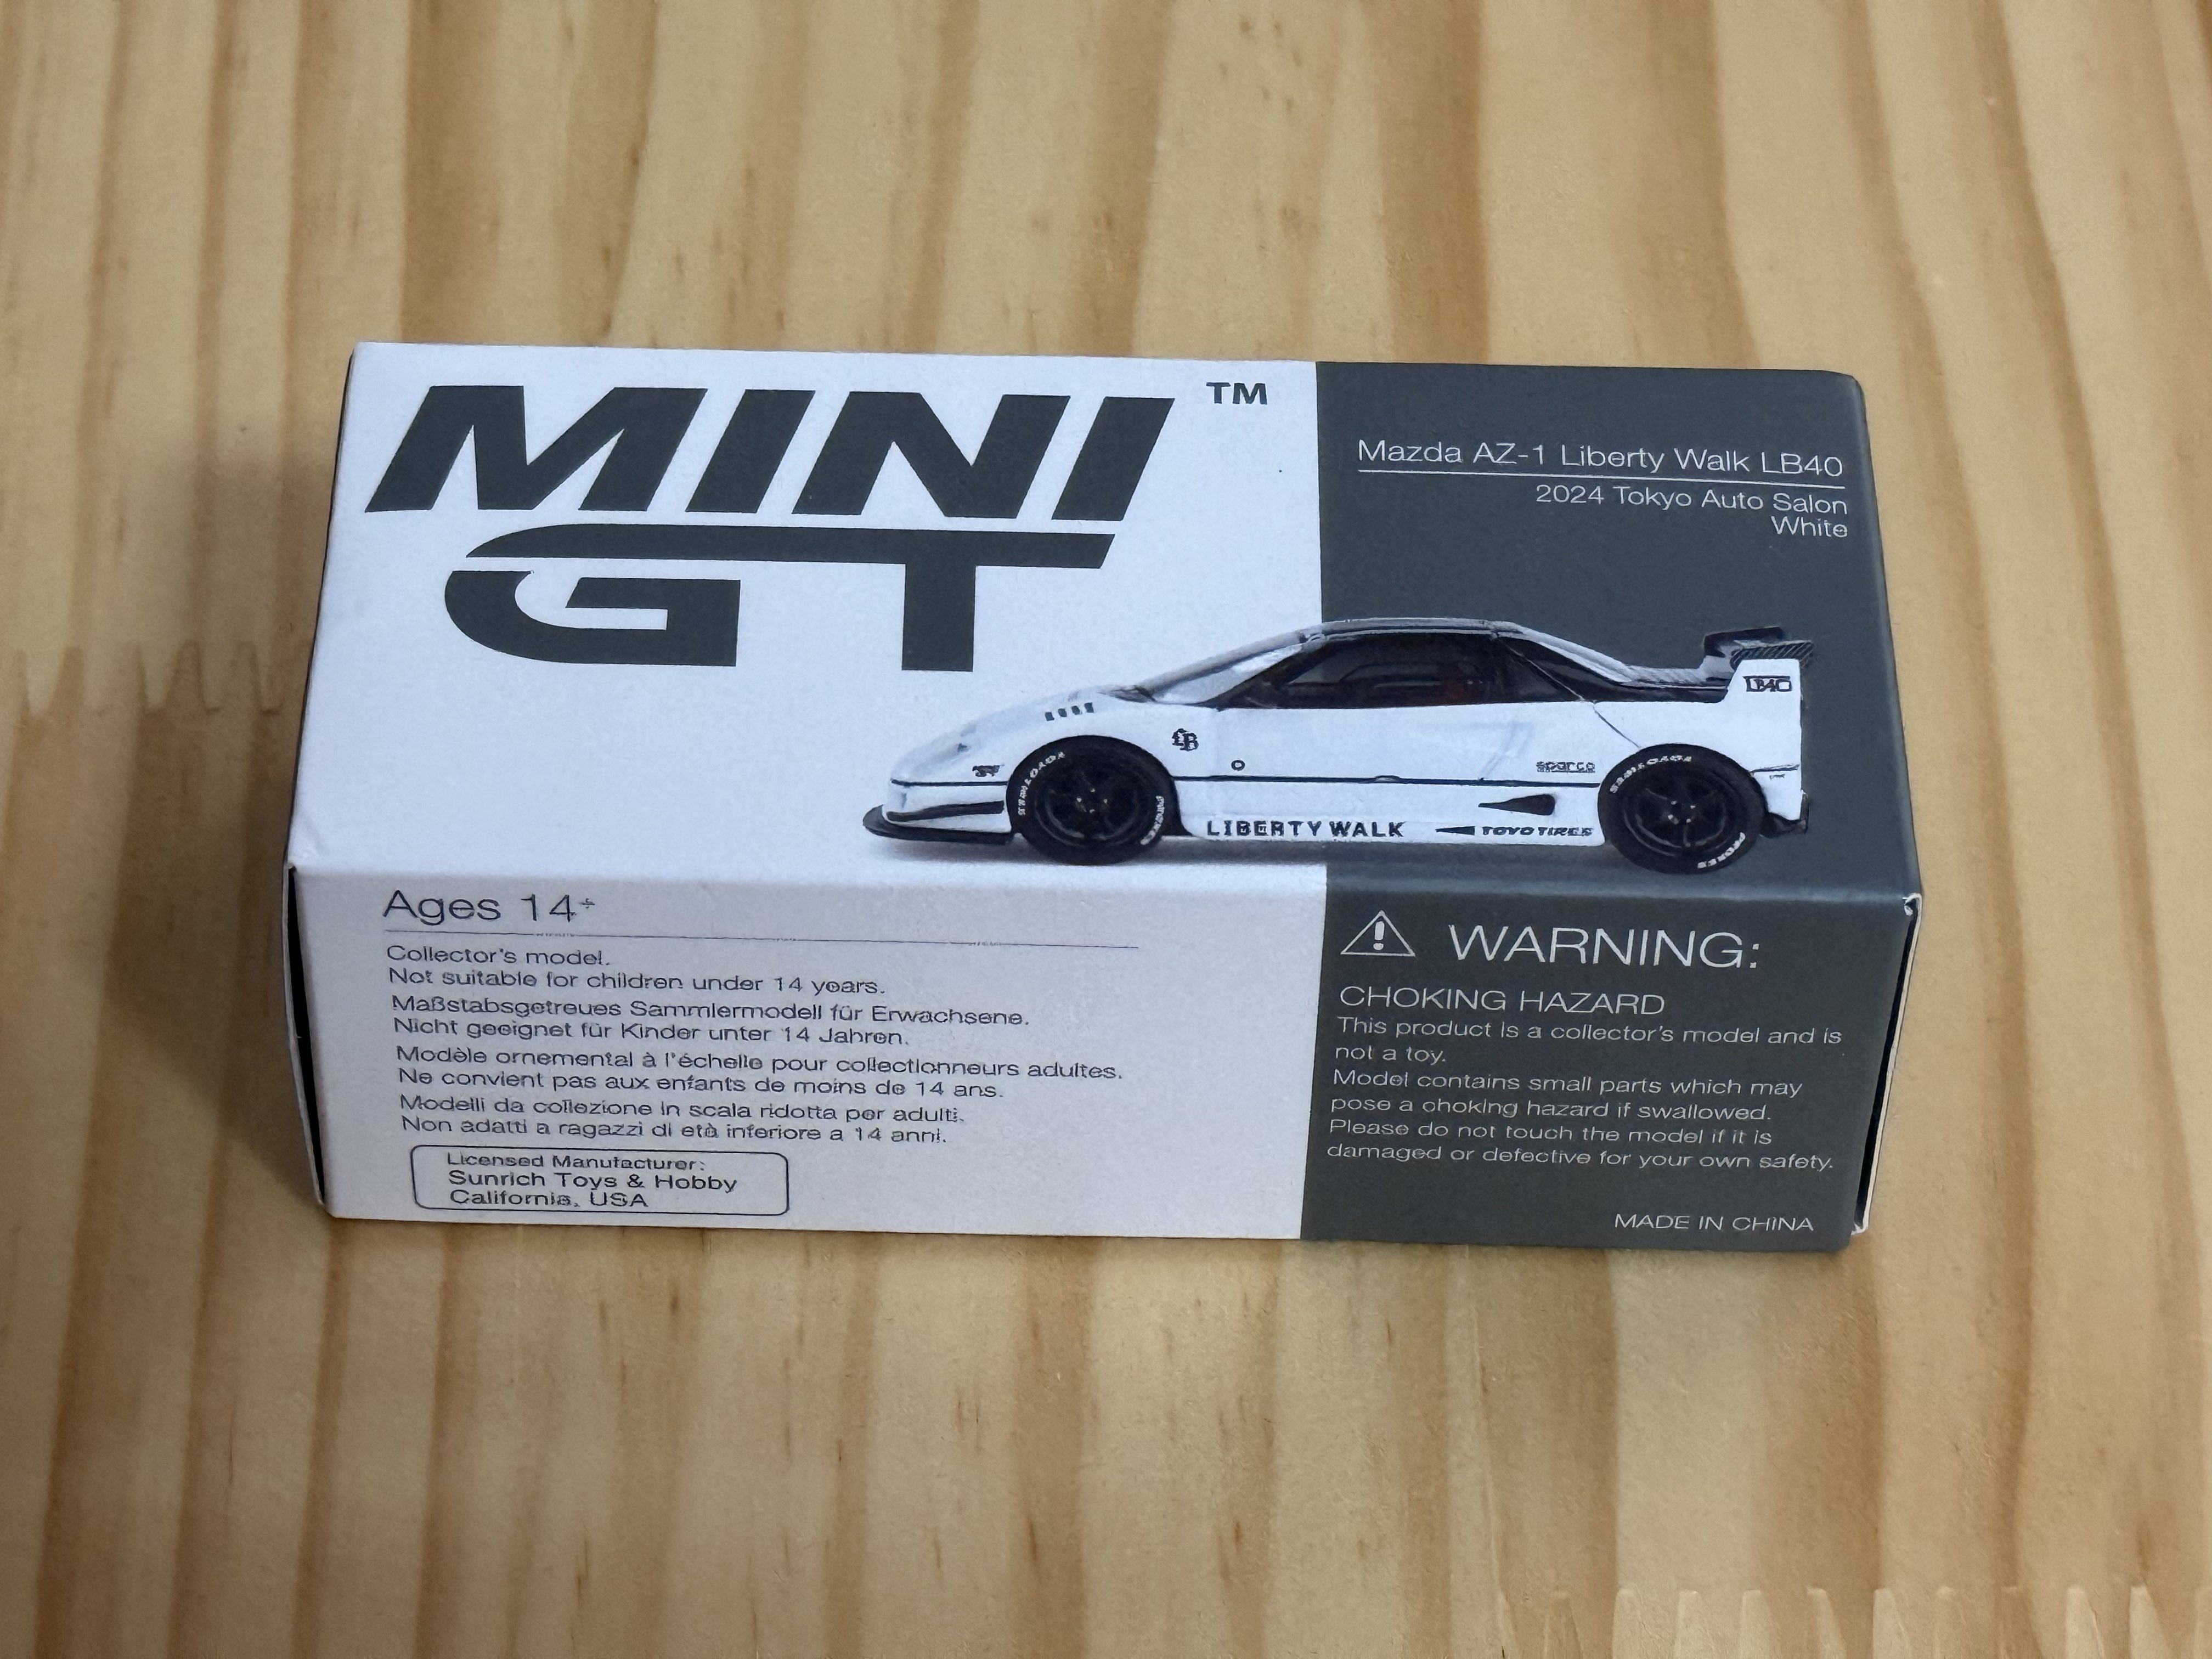 MINI
GT
TM
Mazda AZ-1 Liberty Walk LB40
2024 Tokyo Auto Salon
White
LB40
LB
sparco
LIBERTY WALK
TOYO TIRES
Ages 14+
Collector's model.
Not suitable for children under 14 years.
Maßstabsgetreues Sammlermodell für Erwachsene.
Nicht geeignet für Kinder unter 14 Jahren.
Modèle ornemental à l'échelle pour collectionneurs adultes.
Ne convient pas aux enfants de moins de 14 ans.
Modelli da collezione in scala ridotta per adulti.
Non adatti a ragazzi di età inferiore a 14 anni.
Licensed Manufacturer:
Sunrich Toys & Hobby
California, USA
WARNING:
CHOKING HAZARD
This product is a collector's model and is
not a toy.
Model contains small parts which may
pose a choking hazard if swallowed.
Please do not touch the model if it is
damaged or defective for your own safety.
MADE IN CHINA